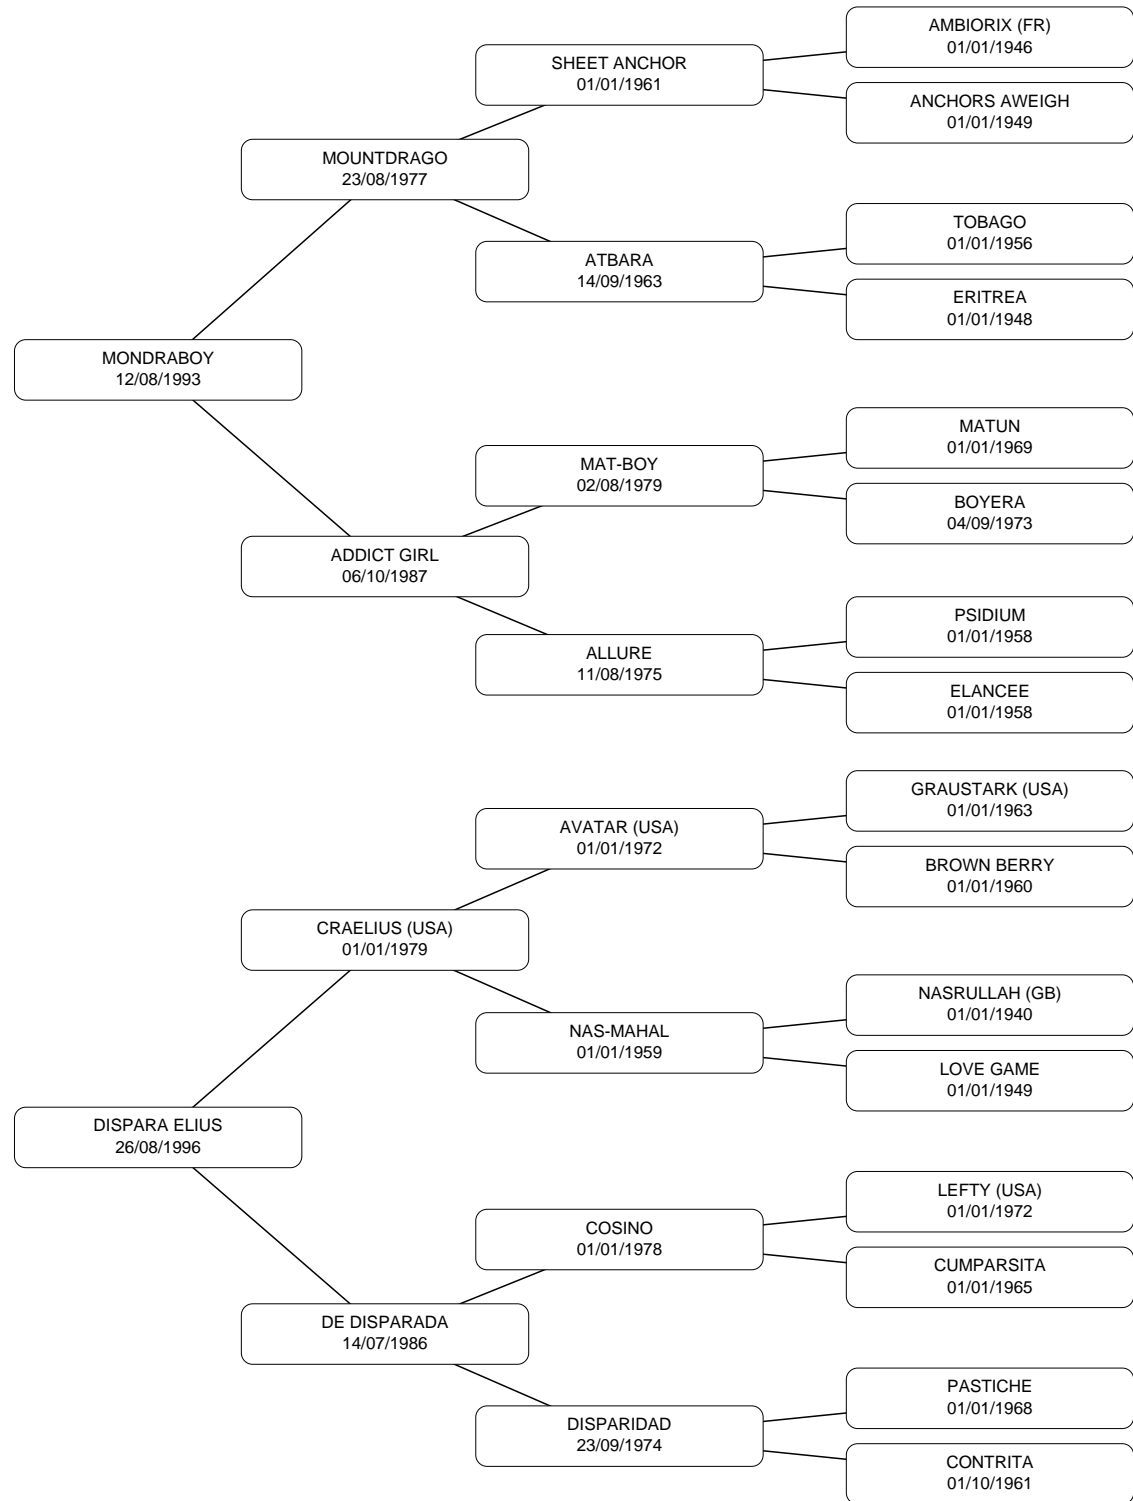 AMBIORIX (FR)
01/01/1946
SHEET ANCHOR
01/01/1961
ANCHORS AWEIGH
01/01/1949
MOUNTDRAGO
23/08/1977
TOBAGO
01/01/1956
ATBARA
14/09/1963
ERITREA
01/01/1948
MONDRABOY
12/08/1993
MATUN
01/01/1969
MAT-BOY
02/08/1979
BOYERA
04/09/1973
ADDICT GIRL
06/10/1987
PSIDIUM
01/01/1958
ALLURE
11/08/1975
ELANCEE
01/01/1958
GRAUSTARK (USA)
01/01/1963
AVATAR (USA)
01/01/1972
BROWN BERRY
01/01/1960
CRAELIUS (USA)
01/01/1979
NASRULLAH (GB)
01/01/1940
NAS-MAHAL
01/01/1959
LOVE GAME
01/01/1949
DISPARA ELIUS
26/08/1996
LEFTY (USA)
01/01/1972
COSINO
01/01/1978
CUMPARSITA
01/01/1965
DE DISPARADA
14/07/1986
PASTICHE
01/01/1968
DISPARIDAD
23/09/1974
CONTRITA
01/10/1961